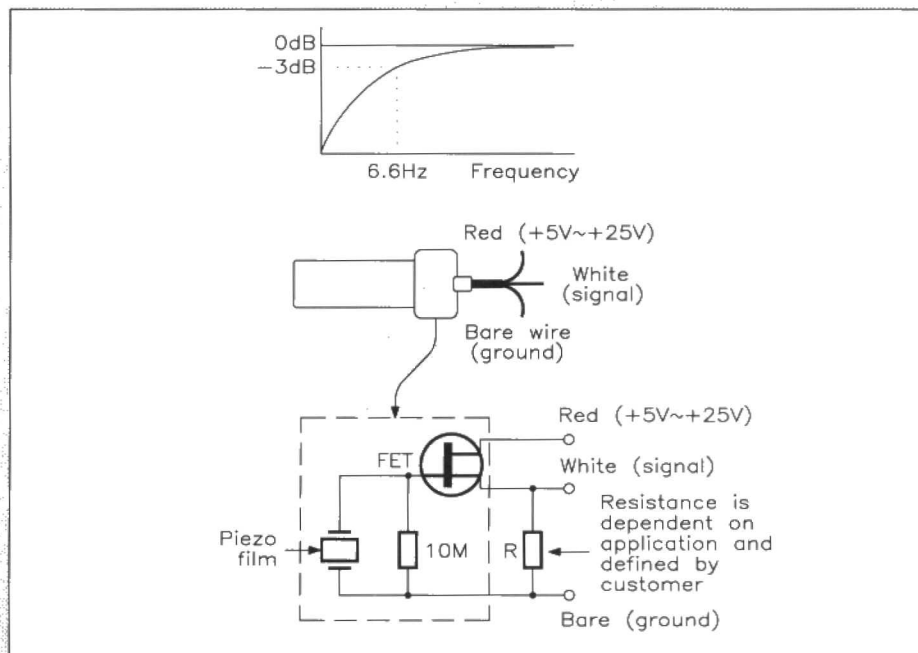 0dB
−3dB
6.6Hz Frequency
Red (+5V~+25V)
White
(signal)
Bare wire
(ground)
Red (+5V~+25V)
FET
White (signal)
Resistance is
dependent on
application and
defined by
customer
Piezo
film
10M
R
Bare (ground)